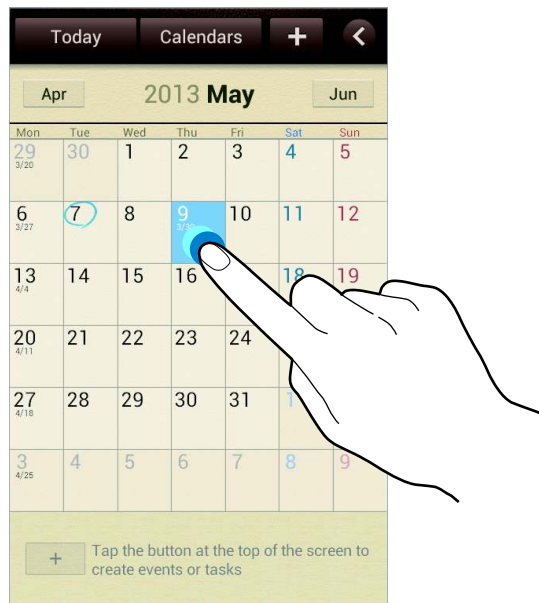 Today Calendars +
Apr 2013 May Jun
Mon Tue Wed Thu Fri Sat Sun
29 30 1 2 3 4 5
3/20
6 7 8 9 10 11 12
3/27 3/30
13 14 15 16 18 19
4/4
20 21 22 23 24
4/11
27 28 29 30 31 1
4/18
3 4 5 6 7 8 9
4/25
+ Tap the button at the top of the screen to
create events or tasks